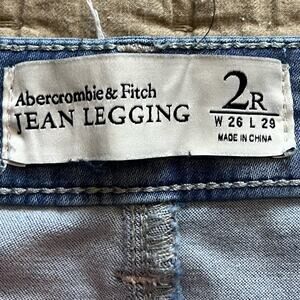 Abercrombie & Fitch
JEAN LEGGING
2R
W 26 L 29
MADE IN CHINA